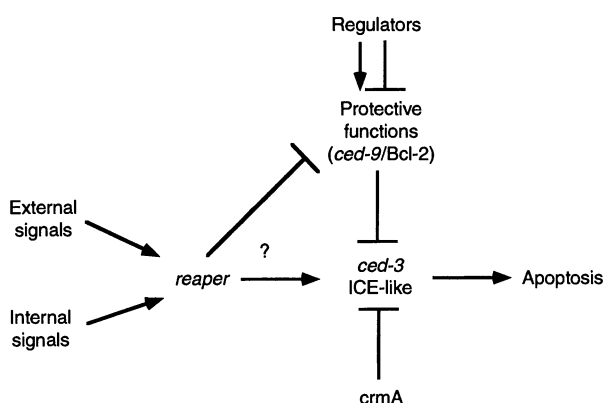 Regulators
Protective
functions
(ced-9/Bcl-2)
External
signals
?
reaper
ced-3
ICE-like
Apoptosis
Internal
signals
crmA